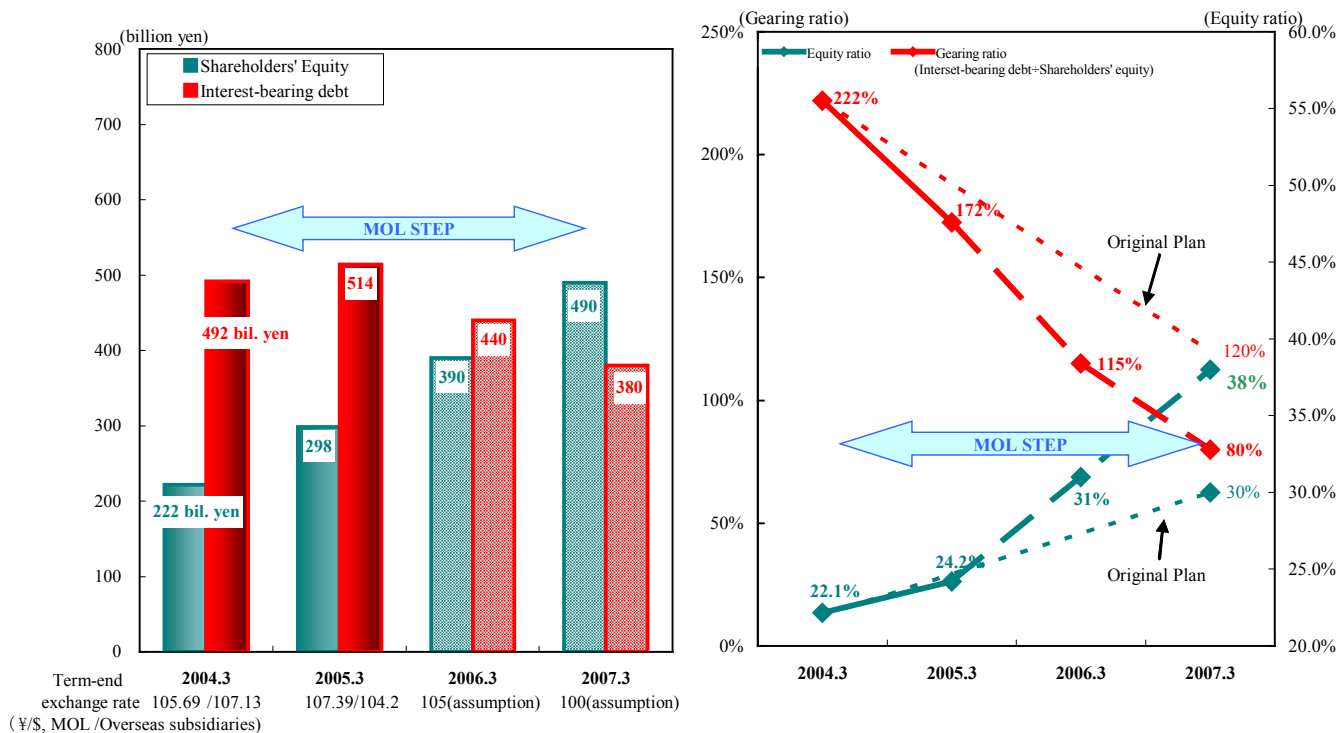 (billion yen)
800
700
600
500
400
300
200
100
0
Shareholders' Equity
Interest-bearing debt
MOL STEP
492 bil. yen
222 bil. yen
514
298
440
390
490
380
2004.3 2005.3 2006.3 2007.3
Term-end
exchange rate 105.69 /107.13 107.39/104.2 105(assumption) 100(assumption)
(¥/$, MOL /Overseas subsidiaries)
(Gearing ratio) (Equity ratio)
250%
200%
150%
100%
50%
0%
60.0%
55.0%
50.0%
45.0%
40.0%
35.0%
30.0%
25.0%
20.0%
Equity ratio Gearing ratio
(Interset-bearing debt÷Shareholders' equity)
222%
172%
Original Plan
115%
120%
38%
MOL STEP
80%
31%
30%
24.2%
22.1%
Original Plan
2004.3 2005.3 2006.3 2007.3